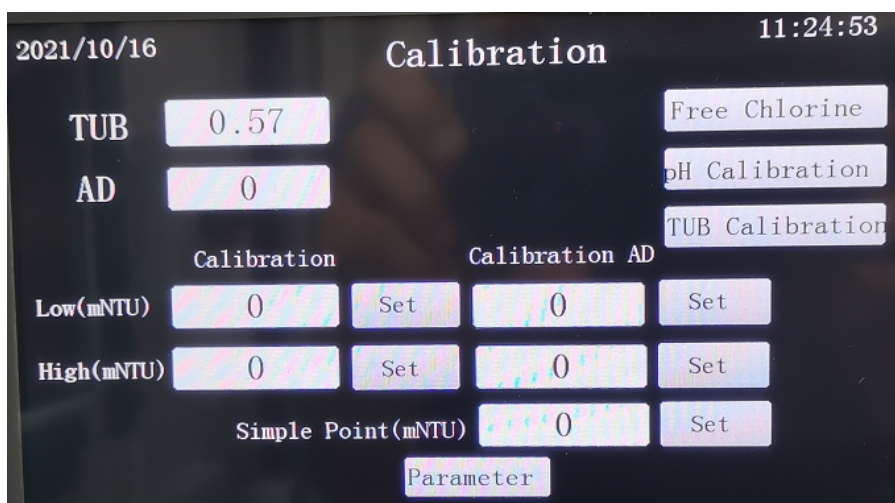 2021/10/16 Calibration 11:24:53
TUB 0.57 Free Chlorine
AD 0 pH Calibration
TUB Calibration
Calibration Calibration AD
Low(mNTU) 0 Set 0 Set
High(mNTU) 0 Set 0 Set
Simple Point(mNTU) 0 Set
Parameter